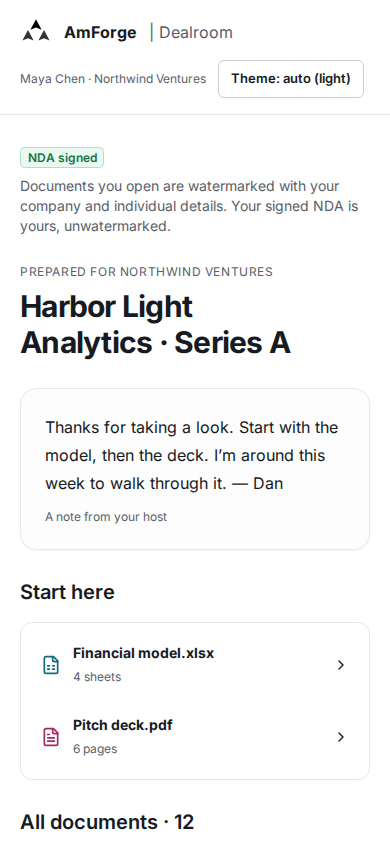 AmForge | Dealroom
Maya Chen · Northwind Ventures
Theme: auto (light)
NDA signed
Documents you open are watermarked with your
company and individual details. Your signed NDA is
yours, unwatermarked.
PREPARED FOR NORTHWIND VENTURES
Harbor Light
Analytics · Series A
Thanks for taking a look. Start with the
model, then the deck. I’m around this
week to walk through it. — Dan
A note from your host
Start here
Financial model.xlsx
4 sheets
Pitch deck.pdf
6 pages
All documents · 12